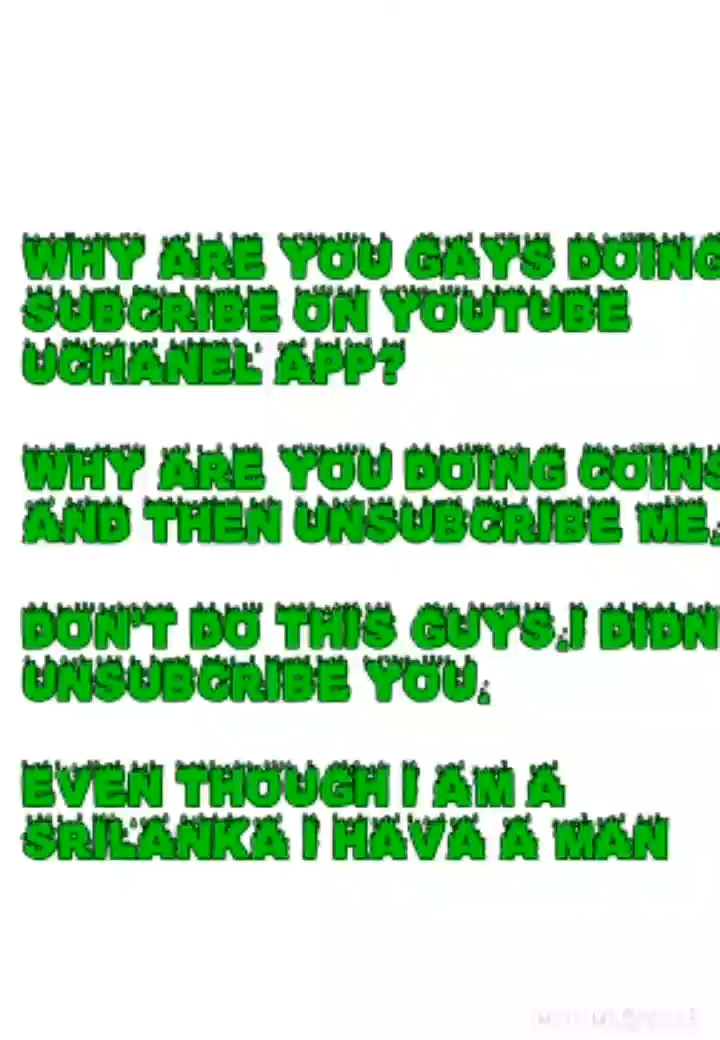 WHY ARE YOU GAYS DOING
SUBCRIBE ON YOUTUBE
UCHANEL APP?
WHY ARE YOU DOING COINS
AND THEN UNSUBCRIBE ME.
DON'T DO THIS GUYS.I DIDN
UNSUBCRIBE YOU.
EVEN THOUGH I AM A
SRILANKA I HAVA A MAN